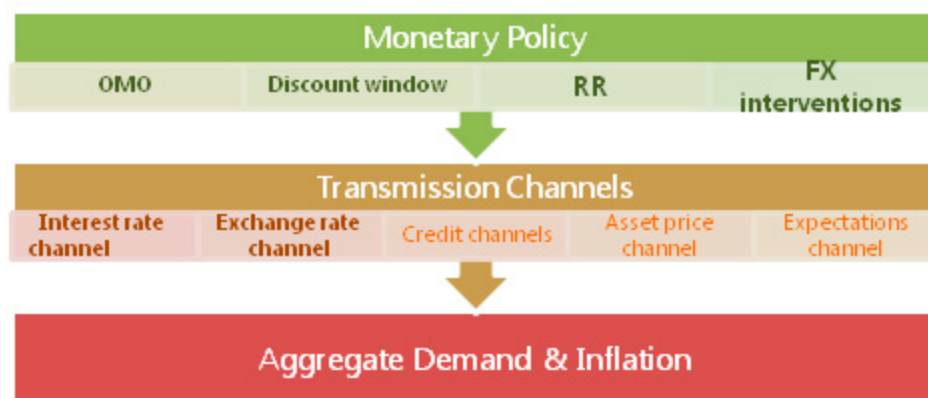 Monetary Policy
OMO
Discount window
RR
FX
interventions
Transmission Channels
Interest rate
channel
Exchange rate
channel
Credit channels
Asset price
channel
Expectations
channel
Aggregate Demand & Inflation